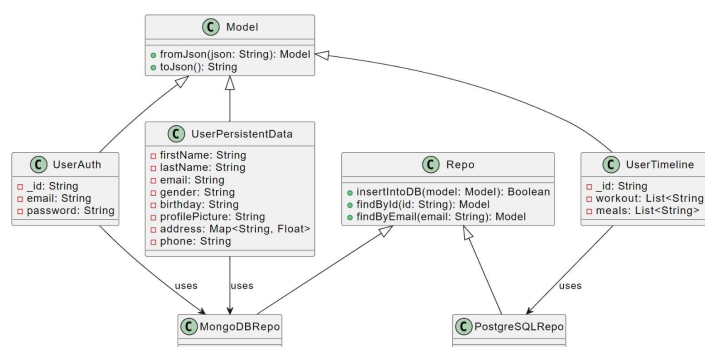 C Model
fromJson(json: String): Model
toJson(): String
C UserAuth
_id: String
email: String
password: String
C UserPersistentData
firstName: String
lastName: String
email: String
gender: String
birthday: String
profilePicture: String
address: Map<String, Float>
phone: String
C Repo
insertIntoDB(model: Model): Boolean
findById(id: String): Model
findByEmail(email: String): Model
C UserTimeline
_id: String
workout: List<String
meals: List<String>
uses
uses
uses
C MongoDBRepo
C PostgreSQLRepo